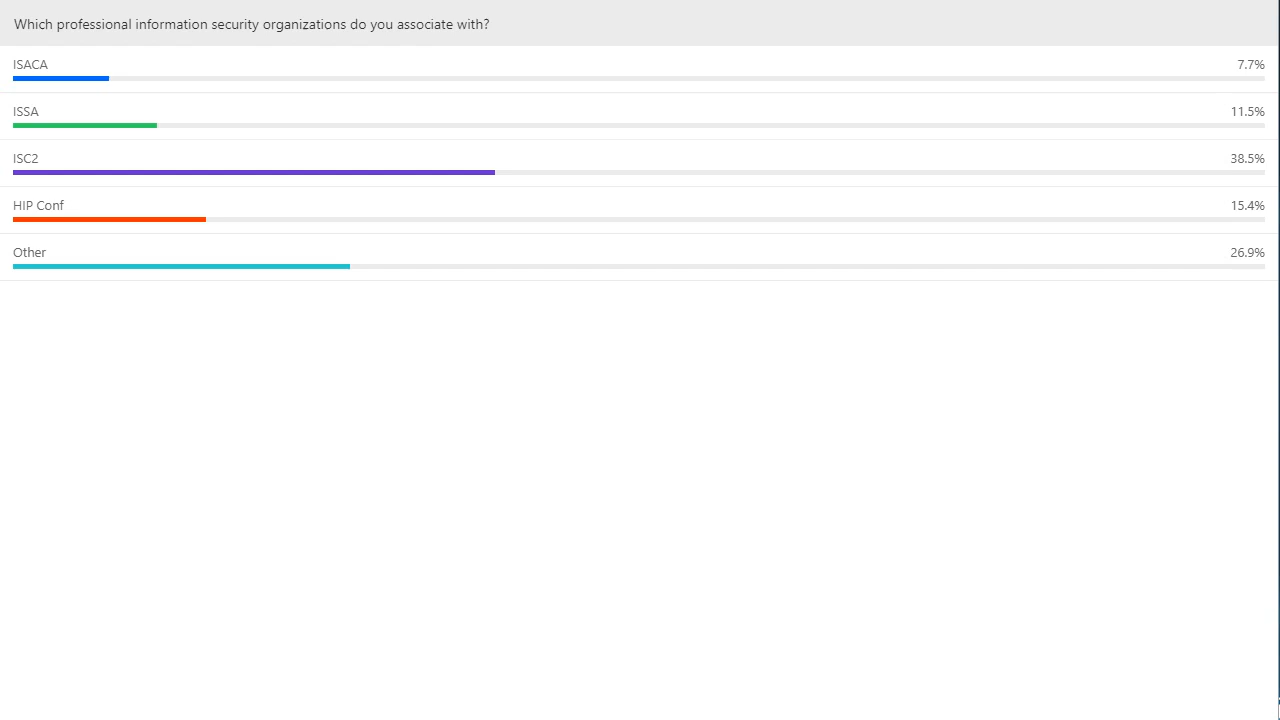 Which professional information security organizations do you associate with?
ISACA 7.7%
ISSA 11.5%
ISC2 38.5%
HIP Conf 15.4%
Other 26.9%